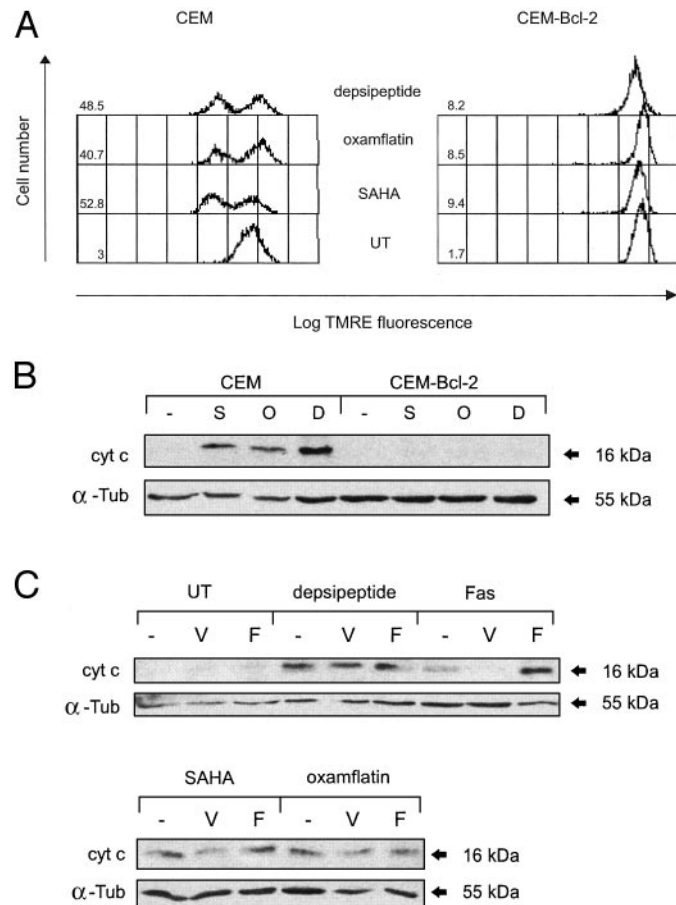 A
CEM
CEM-Bcl-2
Cell number
48.5
depsipeptide
8.2
40.7
oxamflatin
8.5
52.8
SAHA
9.4
3
UT
1.7
Log TMRE fluorescence
B
CEM CEM-Bcl-2
- S O D - S O D
cyt c 16 kDa
α-Tub 55 kDa
C
UT depsipeptide Fas
- V F - V F - V F
cyt c 16 kDa
α-Tub 55 kDa
SAHA oxamflatin
- V F - V F
cyt c 16 kDa
α-Tub 55 kDa